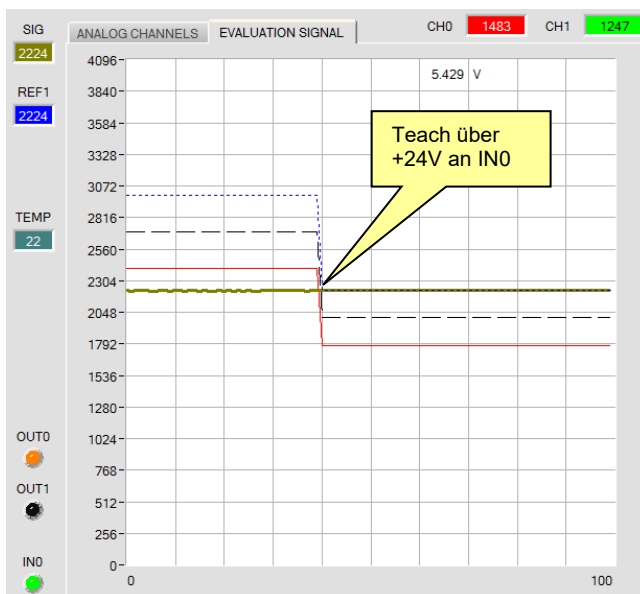 SIG
2224
REF1
2224
TEMP
22
OUT0
OUT1
IN0
ANALOG CHANNELS
EVALUATION SIGNAL
CH0
1483
CH1
1247
5.429 V
Teach über
+24V an IN0
4096
3840
3584
3328
3072
2816
2560
2304
2048
1792
1536
1280
1024
768
512
256
0
0
100